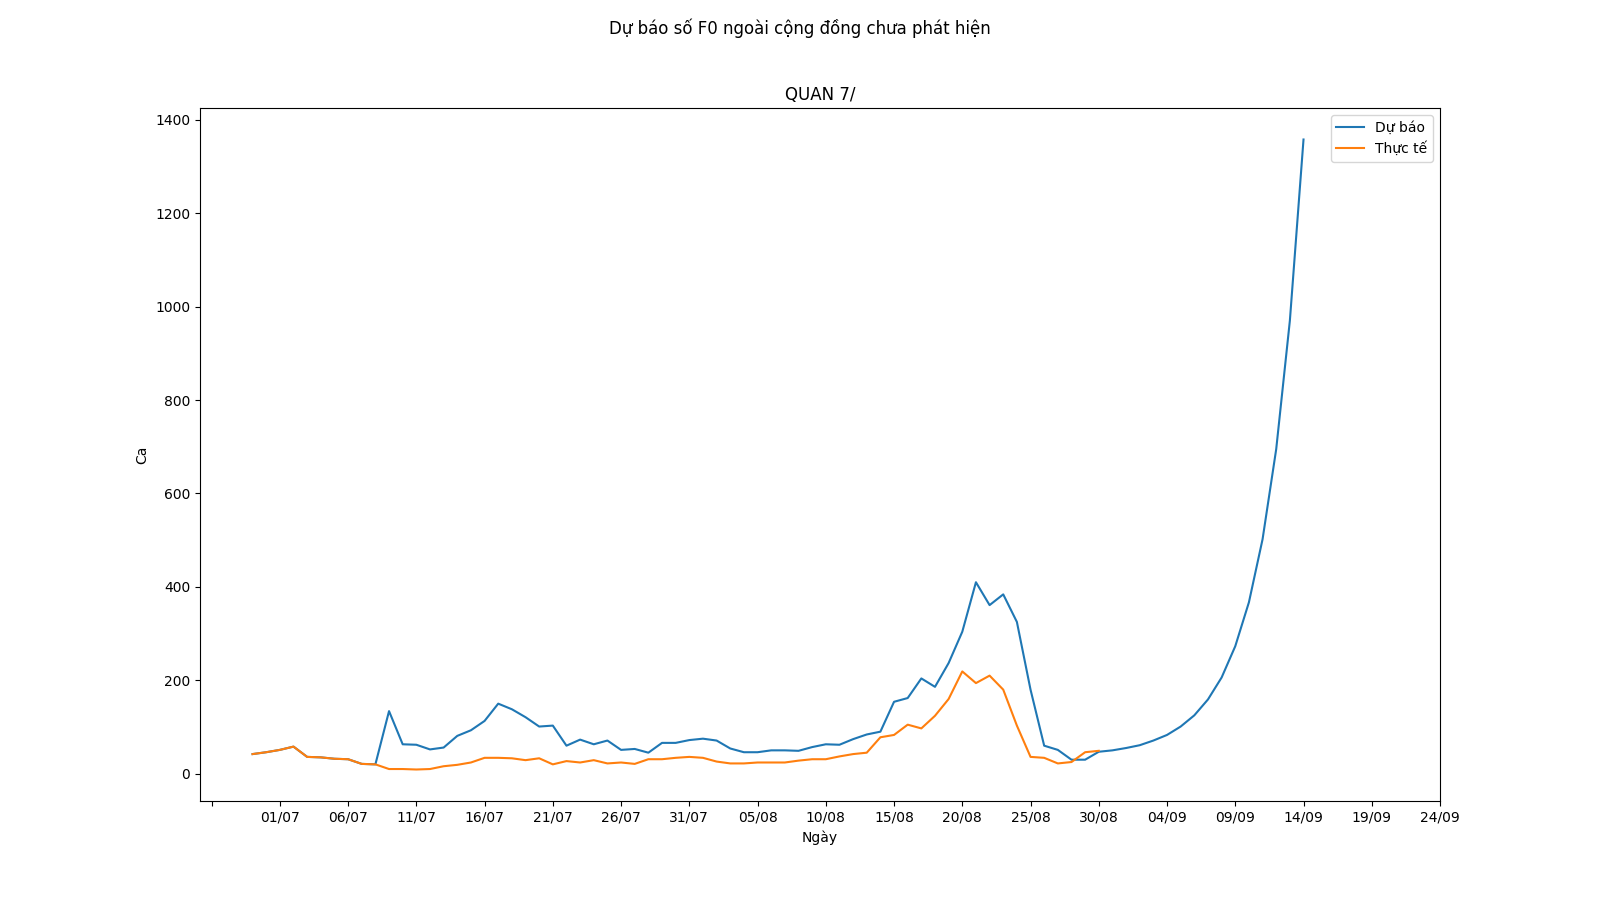 Dự báo số F0 ngoài cộng đồng chưa phát hiện
QUAN 7/
1400
1200
1000
800
600
400
200
0
Ca
Dự báo
Thực tế
01/07 06/07 11/07 16/07 21/07 26/07 31/07 05/08 10/08 15/08 20/08 25/08 30/08 04/09 09/09 14/09 19/09 24/09
Ngày